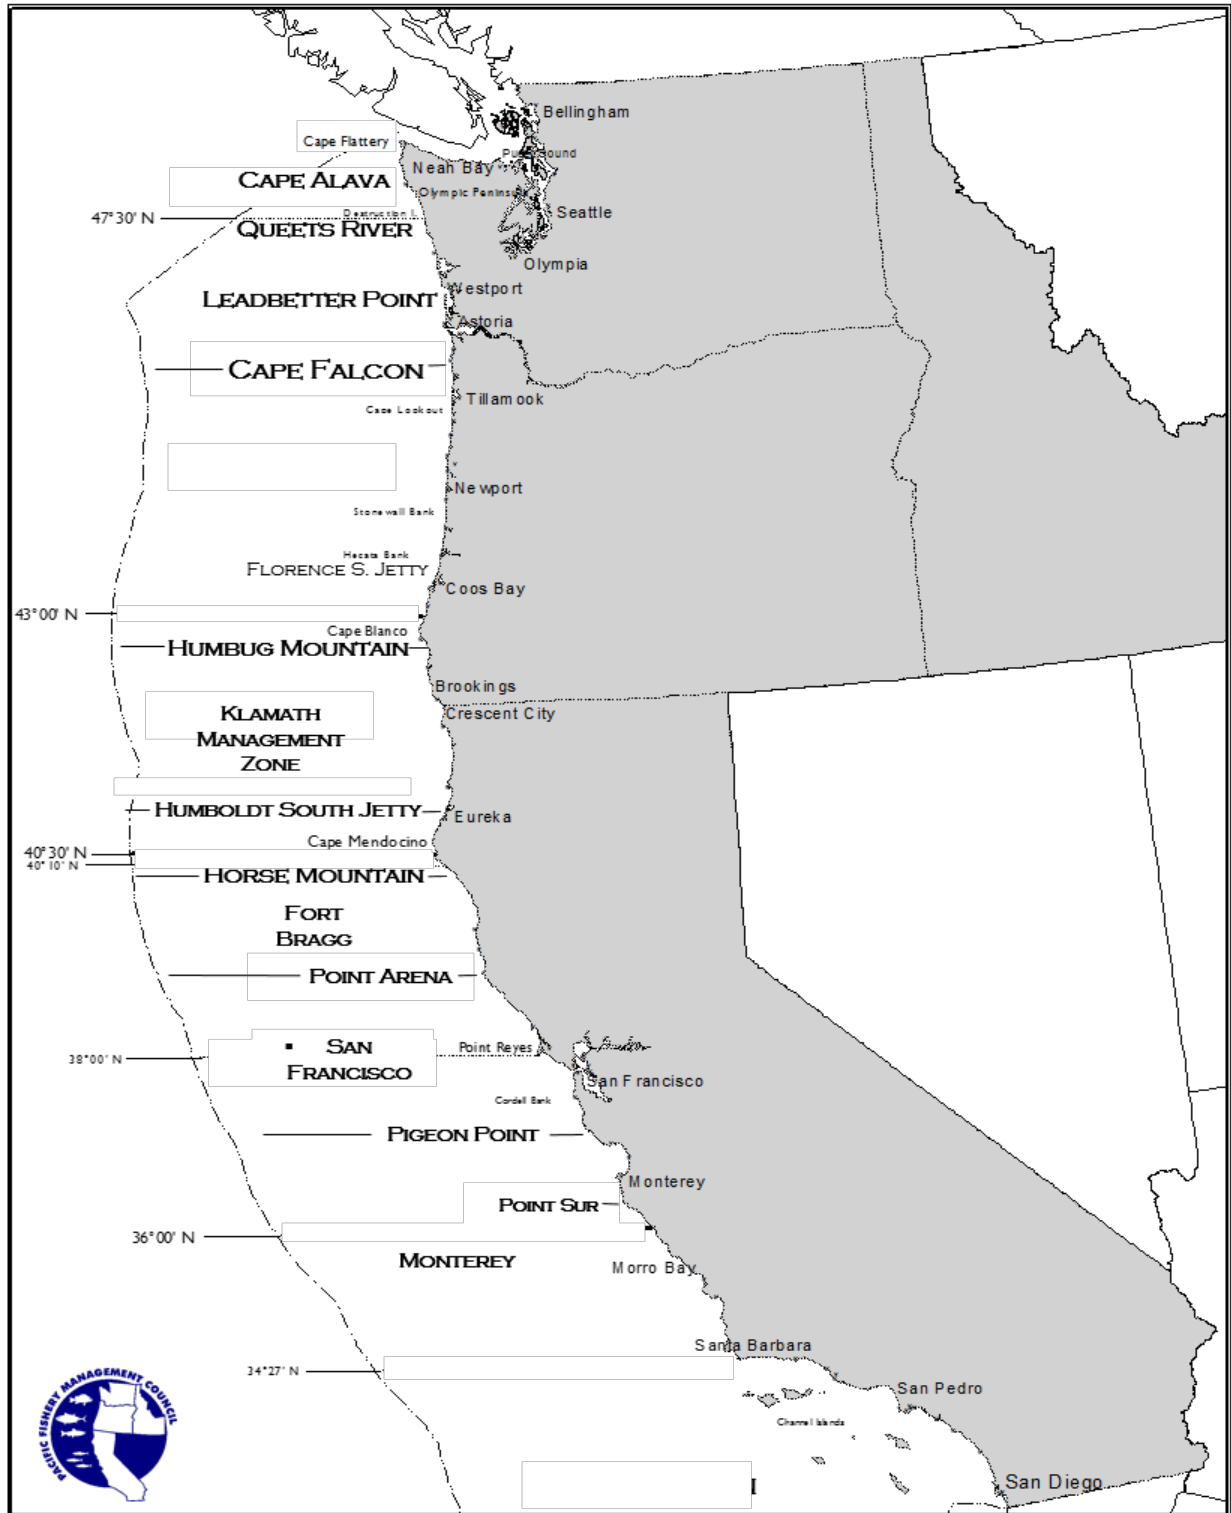 Bellingham
Cape Flattery
Puget Sound
Neah Bay
CAPE ALAVA
Olympic Peninsula
47°30' N
Destruction I.
Seattle
QUEETS RIVER
Olympia
Westport
LEADBETTER POINT
Astoria
CAPE FALCON
Tillamook
Cape Lookout
Newport
Stonewall Bank
Heceta Bank
FLORENCE S. JETTY
Coos Bay
43°00' N
Cape Blanco
HUMBUG MOUNTAIN
Brookings
KLAMATH
MANAGEMENT
ZONE
Crescent City
HUMBOLDT SOUTH JETTY
Eureka
Cape Mendocino
40°30' N
40°10' N
HORSE MOUNTAIN
FORT
BRAGG
POINT ARENA
Point Reyes
SAN
FRANCISCO
38°00' N
San Francisco
Cordell Bank
PIGEON POINT
Monterey
POINT SUR
36°00' N
MONTEREY
Morro Bay
Santa Barbara
34°27' N
San Pedro
Channel Islands
San Diego
PACIFIC FISHERY MANAGEMENT COUNCIL